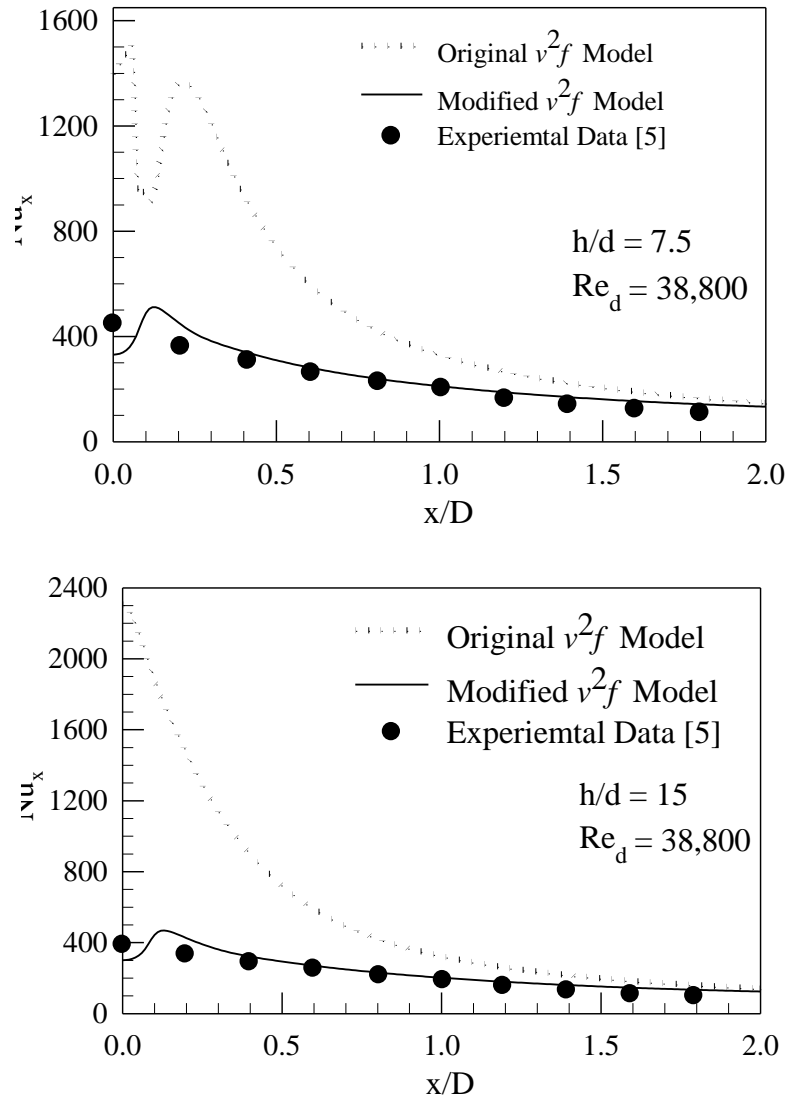 1600
1200
800
400
0
Nu_x
Original v²f Model
Modified v²f Model
Experiemtal Data [5]
h/d = 7.5
Re_d = 38,800
0.0 0.5 1.0 1.5 2.0
x/D
2400
2000
1600
1200
800
400
0
Nu_x
Original v²f Model
Modified v²f Model
Experiemtal Data [5]
h/d = 15
Re_d = 38,800
0.0 0.5 1.0 1.5 2.0
x/D